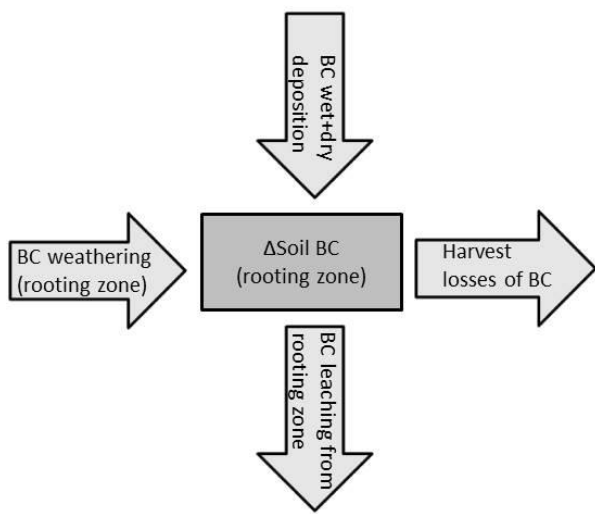 BC wet+dry
deposition
BC weathering
(rooting zone)
ΔSoil BC
(rooting zone)
Harvest
losses of BC
BC leaching from
rooting zone